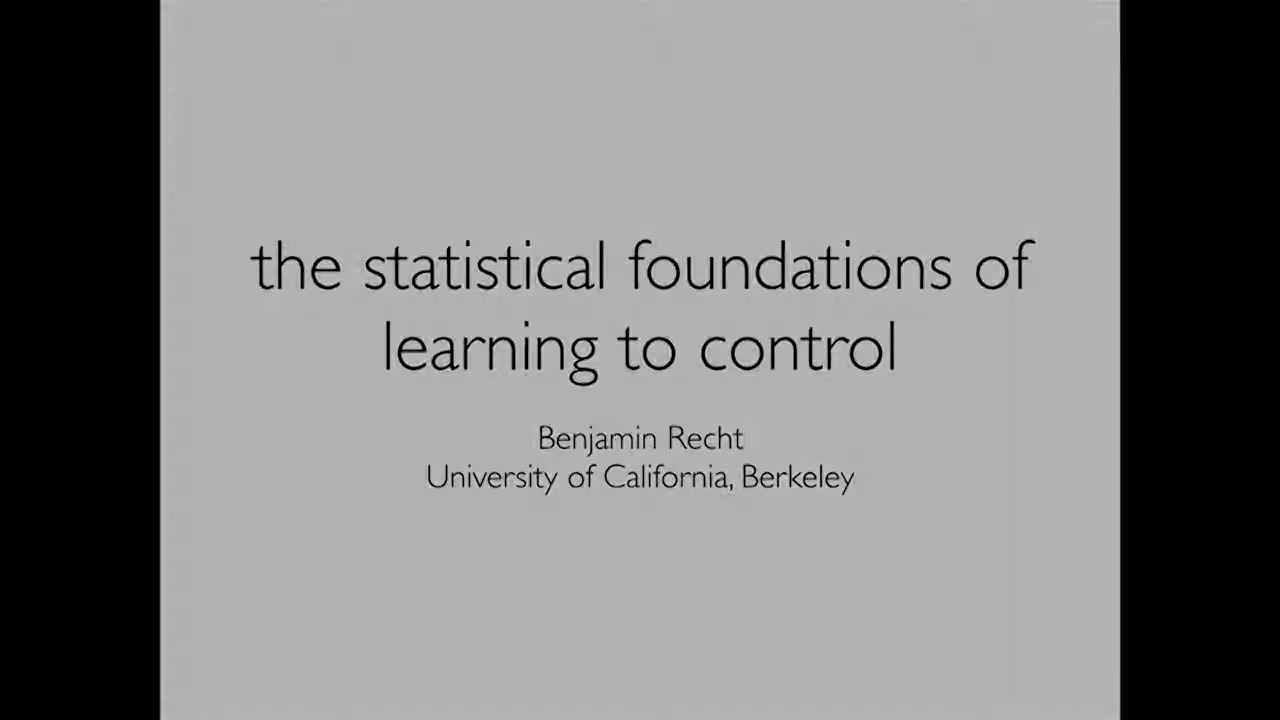 the statistical foundations of
learning to control
Benjamin Recht
University of California, Berkeley